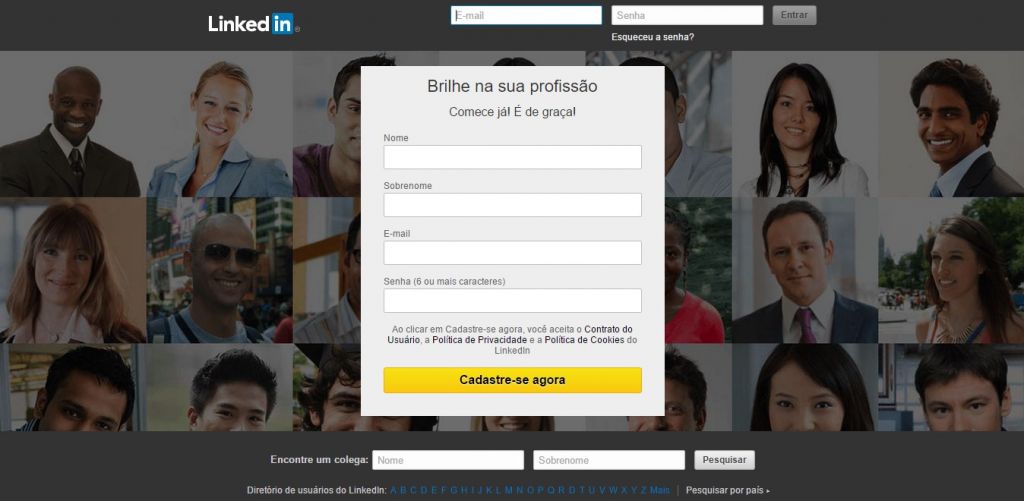 LinkedIn®
E-mail
Senha
Entrar
Esqueceu a senha?
Brilhe na sua profissão
Comece já! É de graça!
Nome
Sobrenome
E-mail
Senha (6 ou mais caracteres)
Ao clicar em Cadastre-se agora, você aceita o Contrato do
Usuário, a Política de Privacidade e a Política de Cookies do
LinkedIn
Cadastre-se agora
Encontre um colega: Nome Sobrenome Pesquisar
Diretório de usuários do LinkedIn: A B C D E F G H I J K L M N O P Q R S T U V W X Y Z Mais | Pesquisar por país ▸